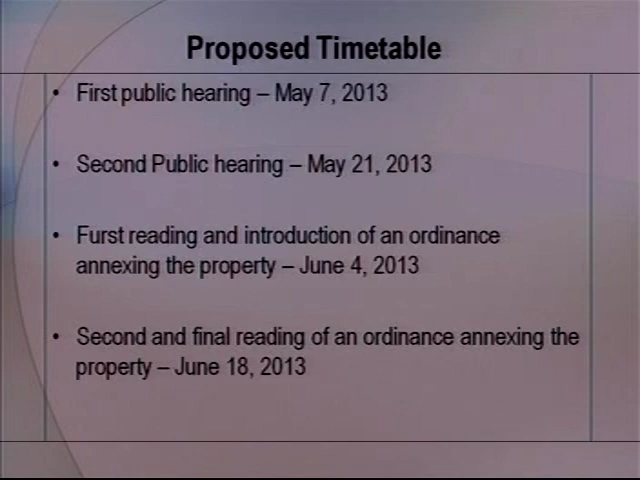 Proposed Timetable
• First public hearing – May 7, 2013
• Second Public hearing – May 21, 2013
• Furst reading and introduction of an ordinance
annexing the property – June 4, 2013
• Second and final reading of an ordinance annexing the
property – June 18, 2013